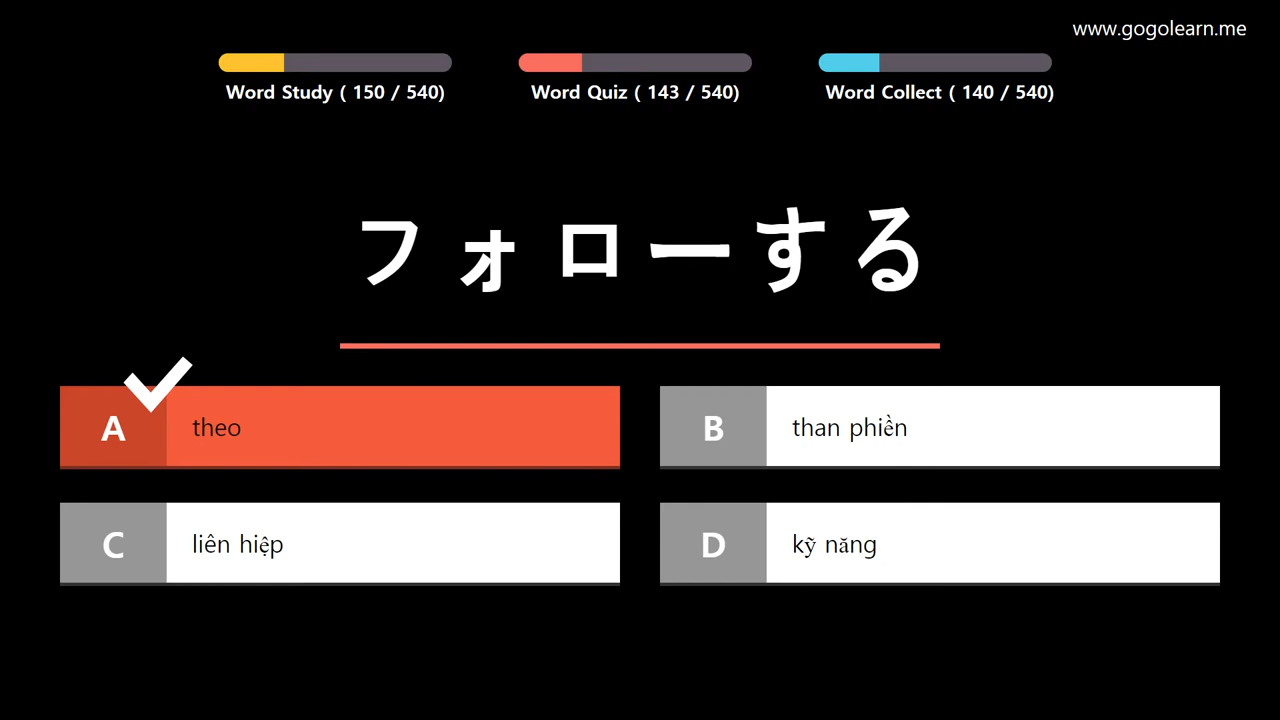 www.gogolearn.me
Word Study ( 150 / 540)
Word Quiz ( 143 / 540)
Word Collect ( 140 / 540)
フォローする
A theo
B than phiền
C liên hiệp
D kỹ năng